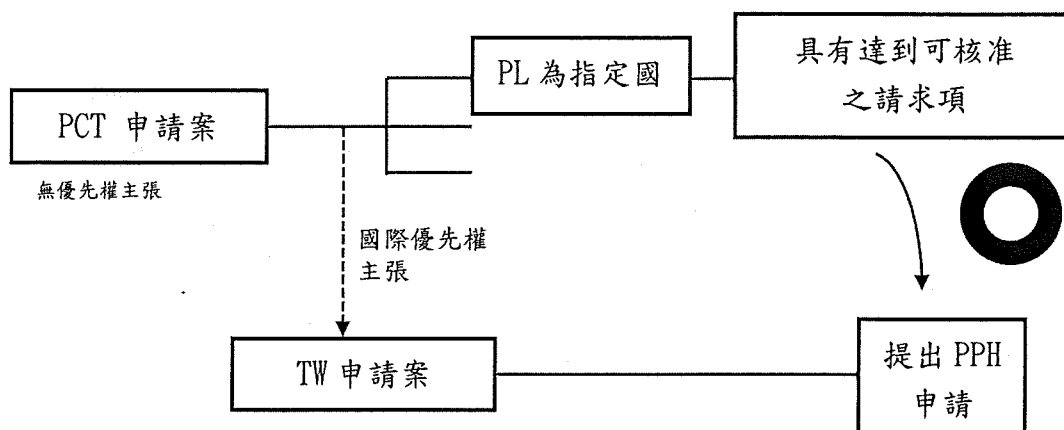 PCT 申請案
無優先權主張
PL 為指定國
具有達到可核准
之請求項
國際優先權
主張
TW 申請案
提出 PPH
申請